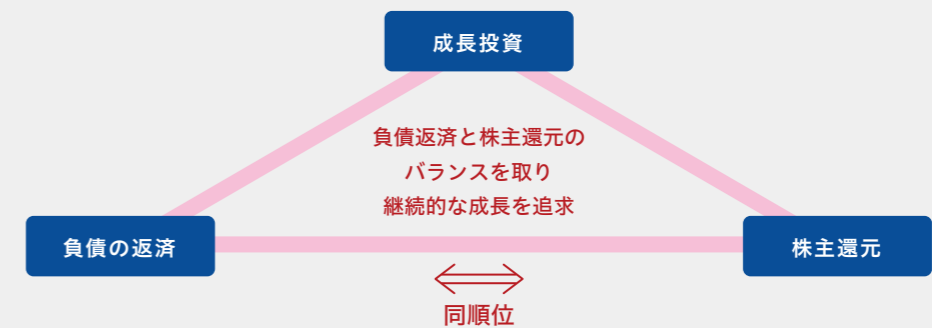 成長投資
負債返済と株主還元の
バランスを取り
継続的な成長を追求
負債の返済
株主還元
同順位